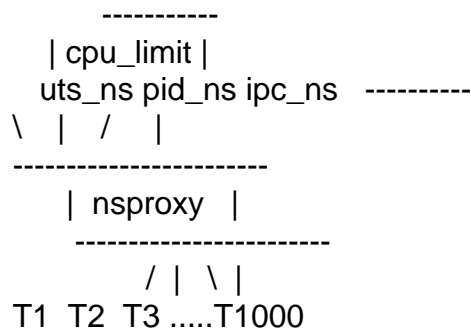 -----------
| cpu_limit |
uts_ns pid_ns ipc_ns ----------
\ | / |
------------------------
| nsproxy |
------------------------
/ | \ |
T1 T2 T3 .....T1000